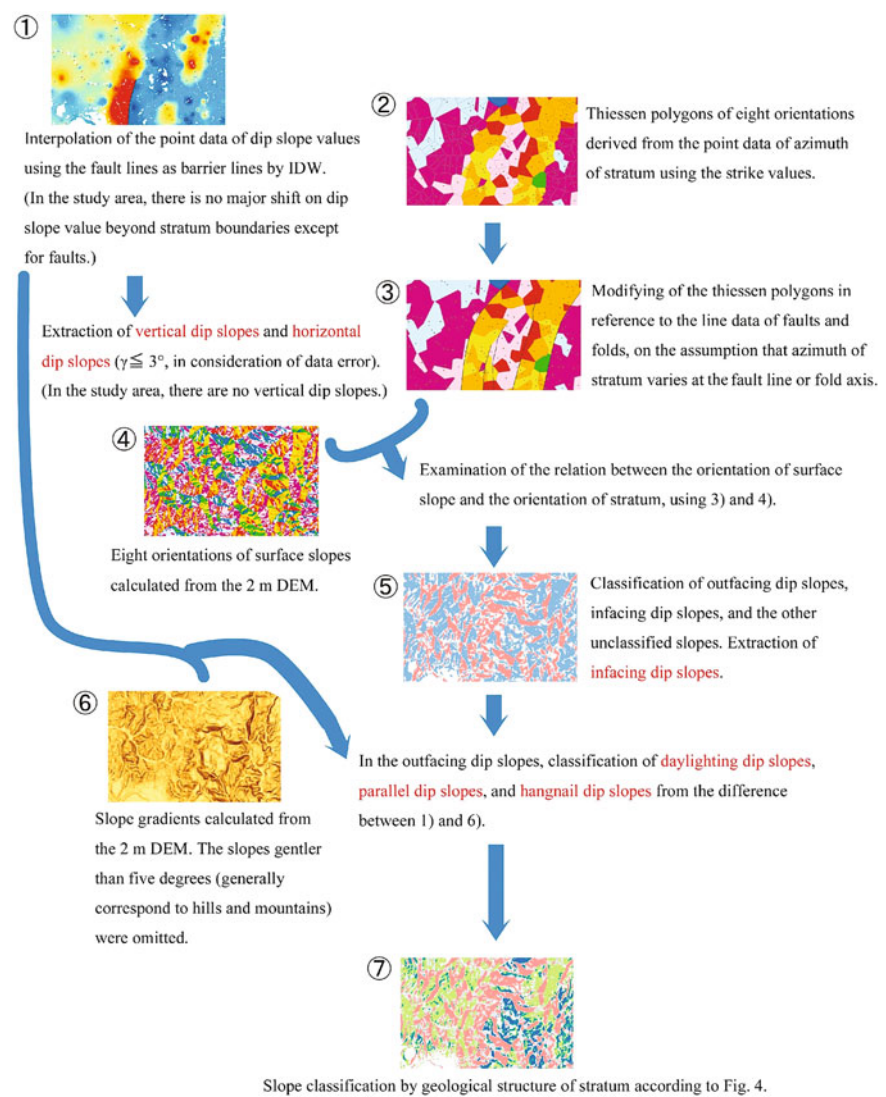 ①
Interpolation of the point data of dip slope values
using the fault lines as barrier lines by IDW.
(In the study area, there is no major shift on dip
slope value beyond stratum boundaries except
for faults.)
②
Thiessen polygons of eight orientations
derived from the point data of azimuth
of stratum using the strike values.
Extraction of vertical dip slopes and horizontal
dip slopes (γ≦ 3°, in consideration of data error).
(In the study area, there are no vertical dip slopes.)
③
Modifying of the thiessen polygons in
reference to the line data of faults and
folds, on the assumption that azimuth of
stratum varies at the fault line or fold axis.
④
Eight orientations of surface slopes
calculated from the 2 m DEM.
Examination of the relation between the orientation of surface
slope and the orientation of stratum, using 3) and 4).
⑤
Classification of outfacing dip slopes,
infacing dip slopes, and the other
unclassified slopes. Extraction of
infacing dip slopes.
⑥
Slope gradients calculated from
the 2 m DEM. The slopes gentler
than five degrees (generally
correspond to hills and mountains)
were omitted.
In the outfacing dip slopes, classification of daylighting dip slopes,
parallel dip slopes, and hangnail dip slopes from the difference
between 1) and 6).
⑦
Slope classification by geological structure of stratum according to Fig. 4.